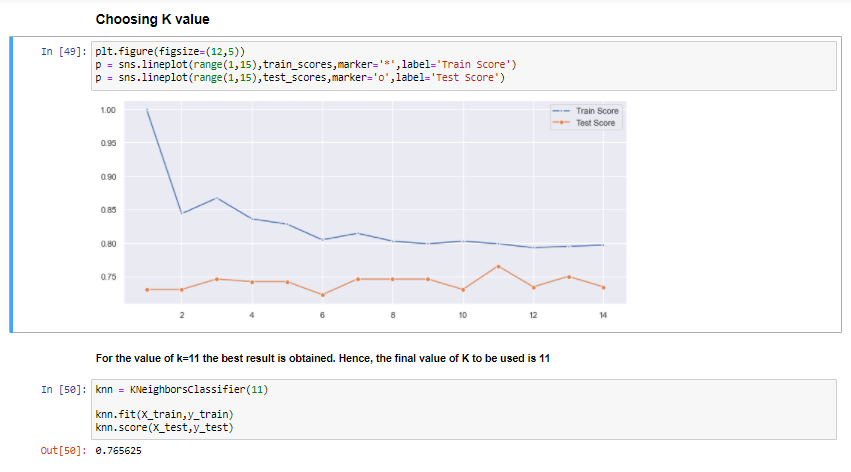 Choosing K value
In [49]: plt.figure(figsize=(12,5))
p = sns.lineplot(range(1,15),train_scores,marker='*',label='Train Score')
p = sns.lineplot(range(1,15),test_scores,marker='o',label='Test Score')
1.00
0.95
0.90
0.85
0.80
0.75
Train Score
Test Score
2 4 6 8 10 12 14
For the value of k=11 the best result is obtained. Hence, the final value of K to be used is 11
In [50]: knn = KNeighborsClassifier(11)
knn.fit(X_train,y_train)
knn.score(X_test,y_test)
Out[50]: 0.765625